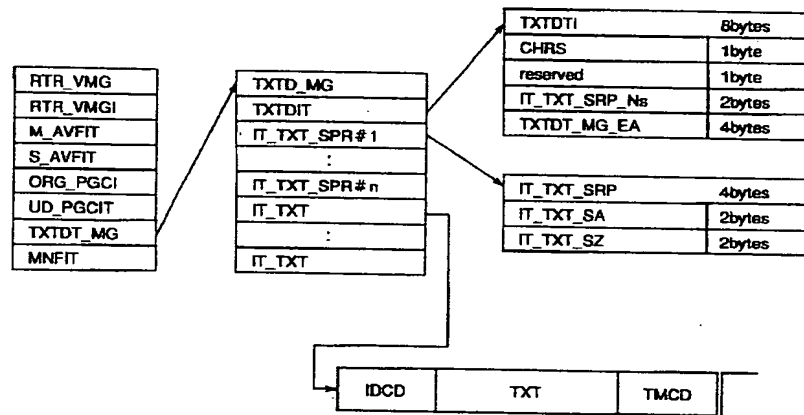 RTR_VMG
RTR_VMGI
M_AVFIT
S_AVFIT
ORG_PGCI
UD_PGCIT
TXTDT_MG
MNFIT
TXTD_MG
TXTDIT
IT_TXT_SPR#1
:
IT_TXT_SPR#n
IT_TXT
:
IT_TXT
TXTDTI 8bytes
CHRS 1byte
reserved 1byte
IT_TXT_SRP_Ns 2bytes
TXTDT_MG_EA 4bytes
IT_TXT_SRP 4bytes
IT_TXT_SA 2bytes
IT_TXT_SZ 2bytes
IDCD TXT TMCD